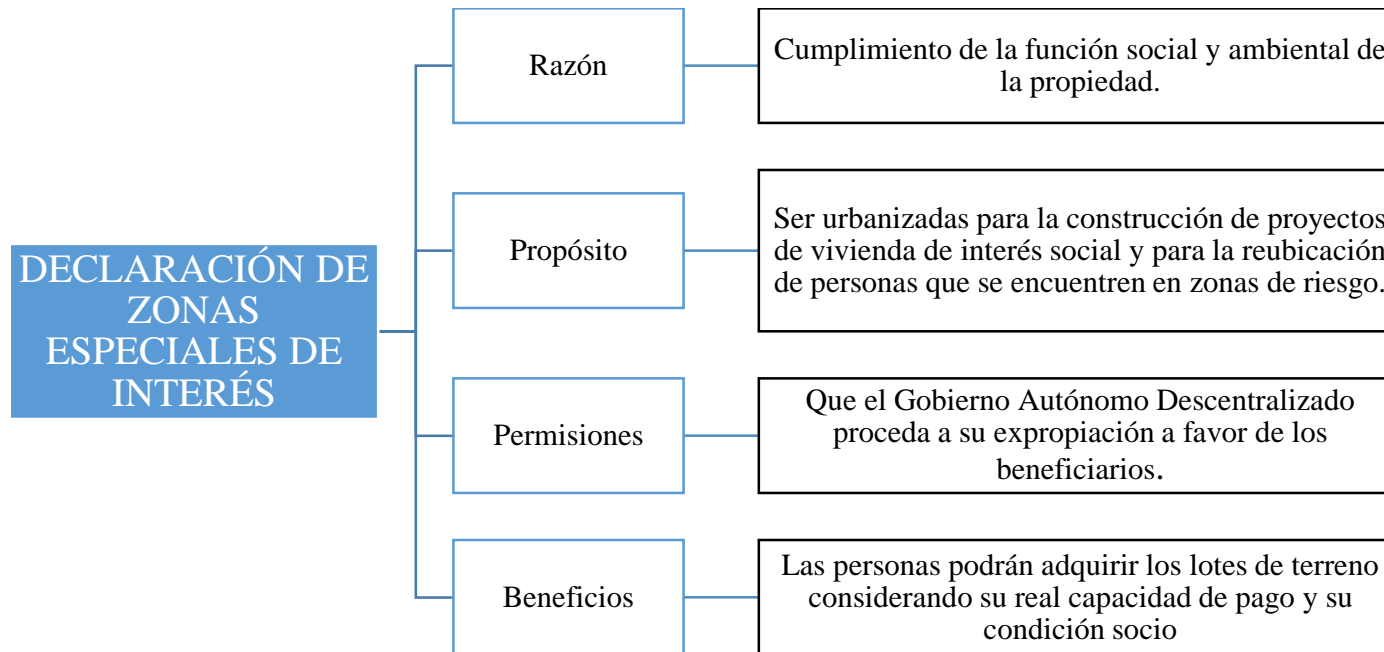 DECLARACIÓN DE
ZONAS
ESPECIALES DE
INTERÉS
Razón
Cumplimiento de la función social y ambiental de
la propiedad.
Propósito
Ser urbanizadas para la construcción de proyectos
de vivienda de interés social y para la reubicación
de personas que se encuentren en zonas de riesgo.
Permisiones
Que el Gobierno Autónomo Descentralizado
proceda a su expropiación a favor de los
beneficiarios.
Beneficios
Las personas podrán adquirir los lotes de terreno
considerando su real capacidad de pago y su
condición socio